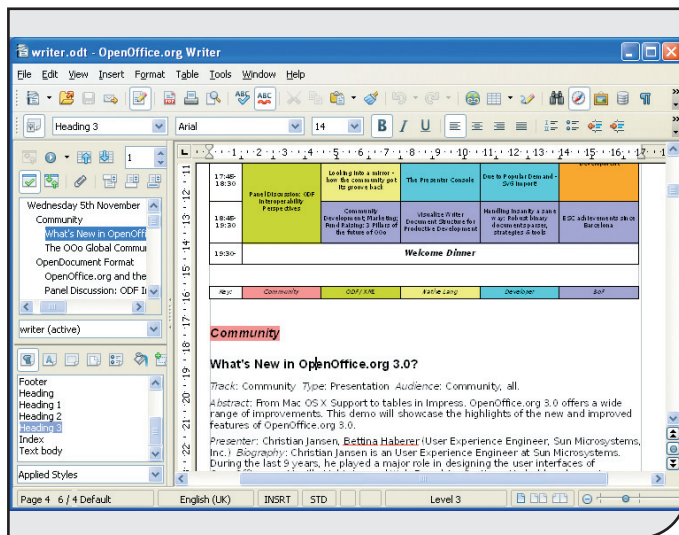 writer.odt - OpenOffice.org Writer
File Edit View Insert Format Table Tools Window Help
Heading 3 Arial 14 B I U
1
Wednesday 5th November
Community
What's New in OpenOffi
The OOo Global Commu
OpenDocument Format
OpenOffice.org and the
Panel Discussion: ODF In
writer (active)
Footer
Heading
Heading 1
Heading 2
Heading 3
Index
Text body
Applied Styles
17:45-
18:30
Panel Discussion: ODF
Interoperability
Perspectives
Looking into a mirror -
how the community got
its groove back
The Presenter Console
Due to Popular Demand -
SVG Import!
18:45-
19:30
Community
Development; Marketing;
Fund Raising: 3 Pillars of
the future of OOo
Visualize Writer
Document Structure for
Productive Development
Handling Insanity a sane
way: Robust binary
documents parser,
strategies & tools
ESC achievements since
Barcelona
19:30-
Welcome Dinner
Key: Community ODF/XML Native Lang Developer BoF
Community
What's New in OpenOffice.org 3.0?
Track: Community Type: Presentation Audience: Community, all.
Abstract: From Mac OS X Support to tables in Impress. OpenOffice.org 3.0 offers a wide
range of improvements. This demo will showcase the highlights of the new and improved
features of OpenOffice.org 3.0.
Presenter: Christian Jansen, Bettina Haberer (User Experience Engineer, Sun Microsystems,
Inc.) Biography: Christian Jansen is an User Experience Engineer at Sun Microsystems.
During the last 9 years, he played a major role in designing the user interfaces of
Page 4 6 / 4 Default English (UK) INSRT STD Level 3